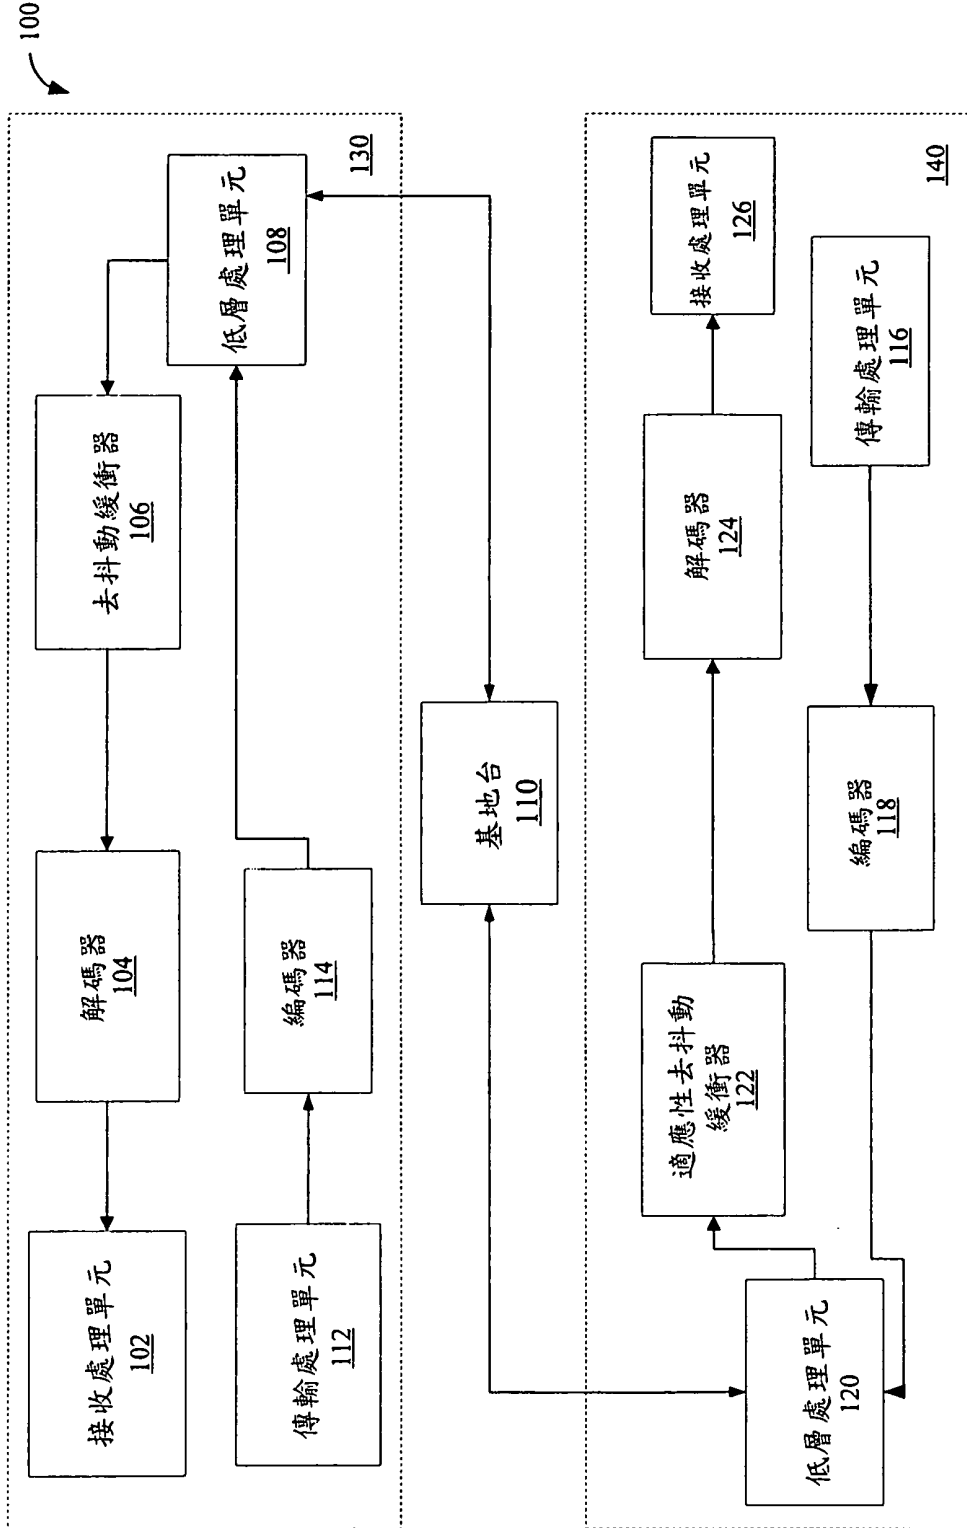 100
130
接收處理單元
102
解碼器
104
去抖動緩衝器
106
低層處理單元
108
傳輸處理單元
112
編碼器
114
基地台
110
140
低層處理單元
120
適應性去抖動
緩衝器
122
解碼器
124
接收處理單元
126
編碼器
118
傳輸處理單元
116